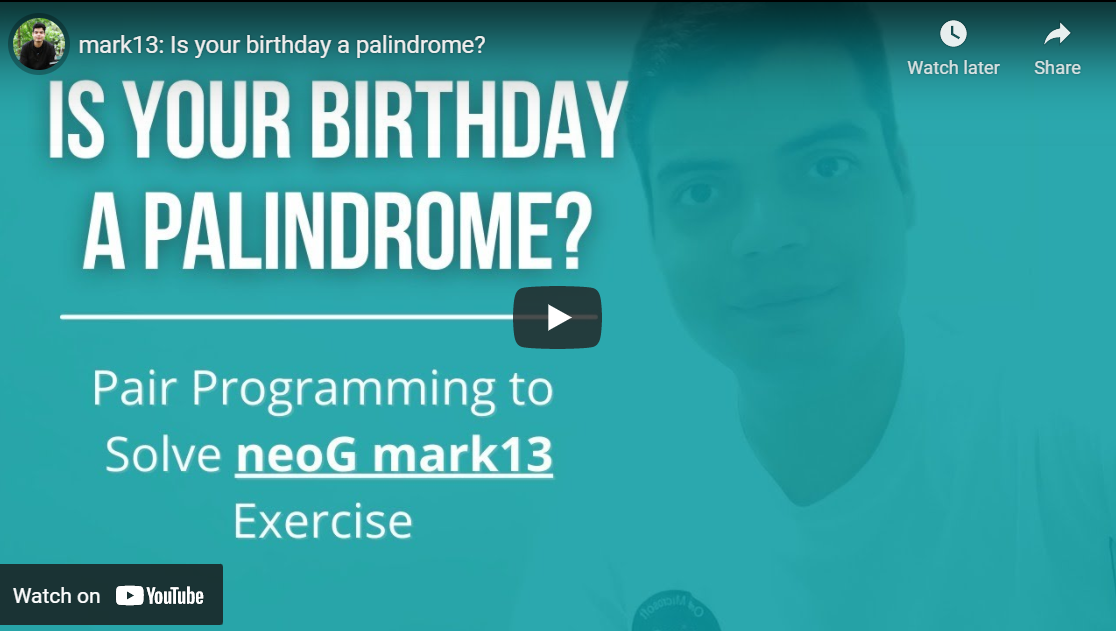 mark13: Is your birthday a palindrome?
Watch later
Share
IS YOUR BIRTHDAY
A PALINDROME?
Pair Programming to
Solve neoG mark13
Exercise
Watch on YouTube